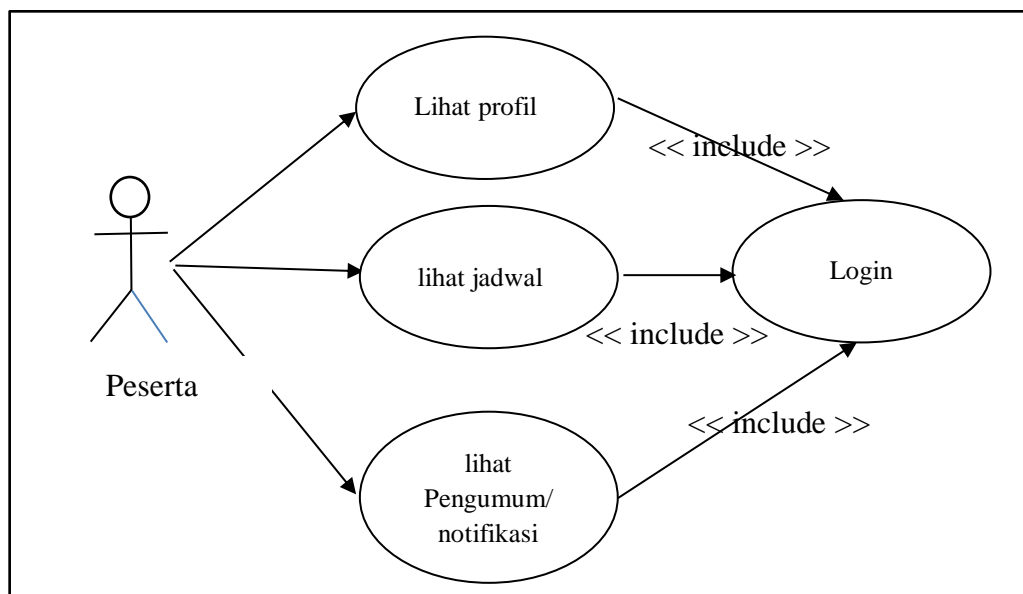 Lihat profil
<< include >>
lihat jadwal
Login
<< include >>
Peserta
<< include >>
lihat
Pengumum/
notifikasi